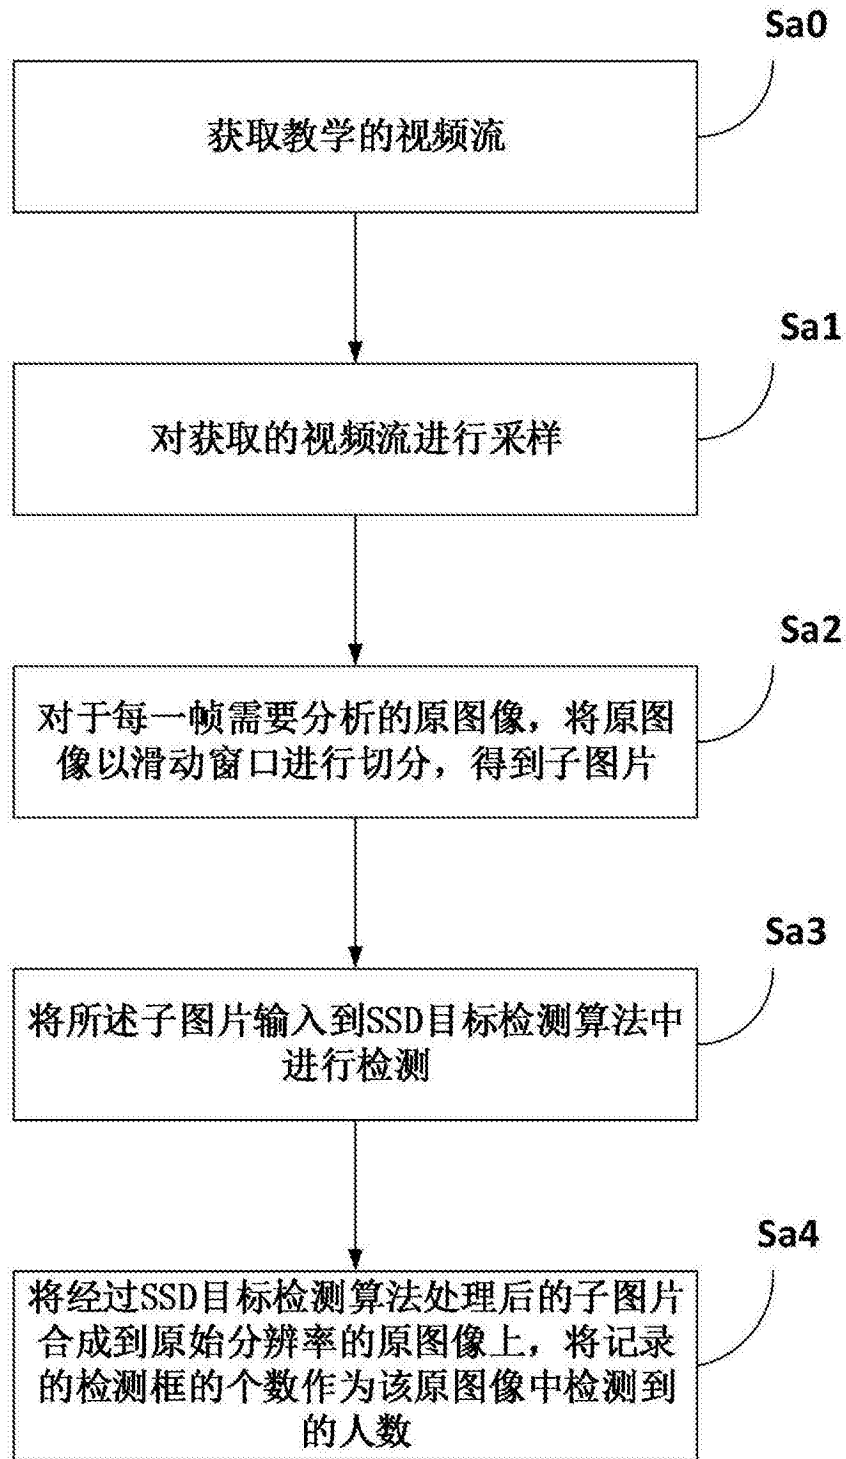 Sa0
获取教学的视频流
Sa1
对获取的视频流进行采样
Sa2
对于每一帧需要分析的原图像，将原图
像以滑动窗口进行切分，得到子图片
Sa3
将所述子图片输入到SSD目标检测算法中
进行检测
Sa4
将经过SSD目标检测算法处理后的子图片
合成到原始分辨率的原图像上，将记录
的检测框的个数作为该原图像中检测到
的人数